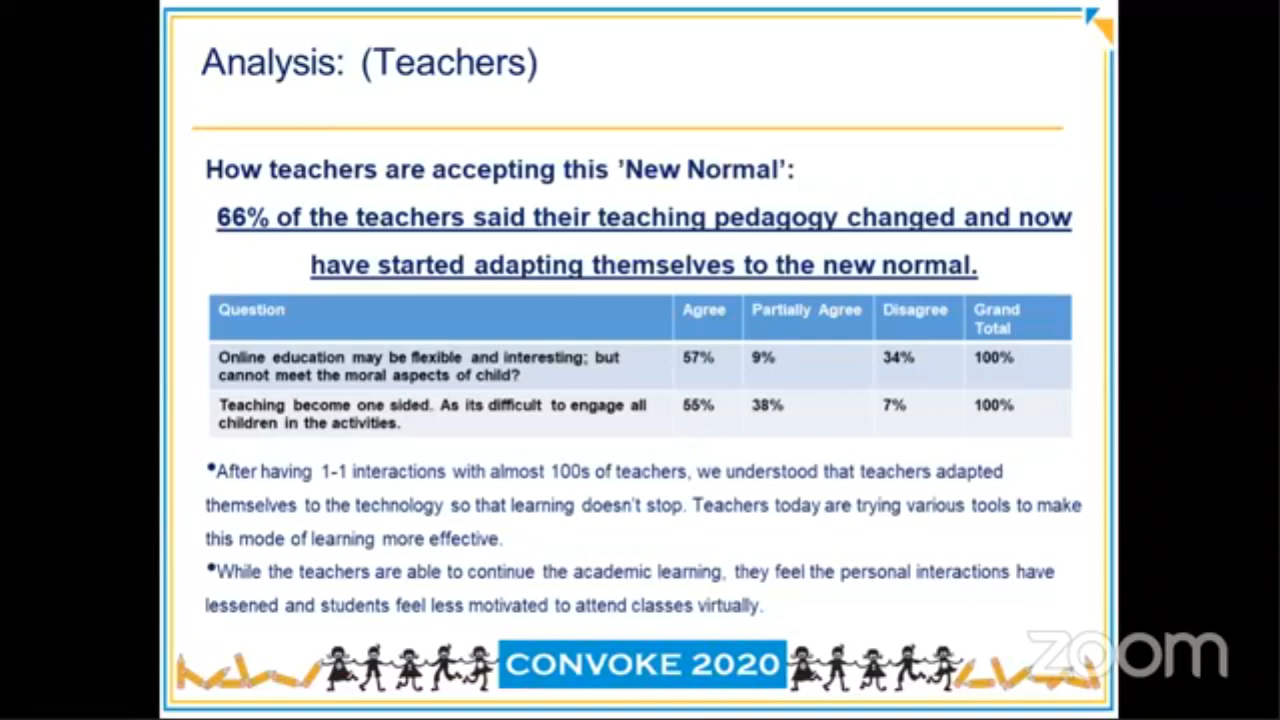 Analysis: (Teachers)
How teachers are accepting this ’New Normal’:
66% of the teachers said their teaching pedagogy changed and now
have started adapting themselves to the new normal.
Question Agree Partially Agree Disagree Grand Total
Online education may be flexible and interesting; but
cannot meet the moral aspects of child? 57% 9% 34% 100%
Teaching become one sided. As its difficult to engage all
children in the activities. 55% 38% 7% 100%
•After having 1-1 interactions with almost 100s of teachers, we understood that teachers adapted
themselves to the technology so that learning doesn't stop. Teachers today are trying various tools to make
this mode of learning more effective.
•While the teachers are able to continue the academic learning, they feel the personal interactions have
lessened and students feel less motivated to attend classes virtually.
CONVOKE 2020
zoom